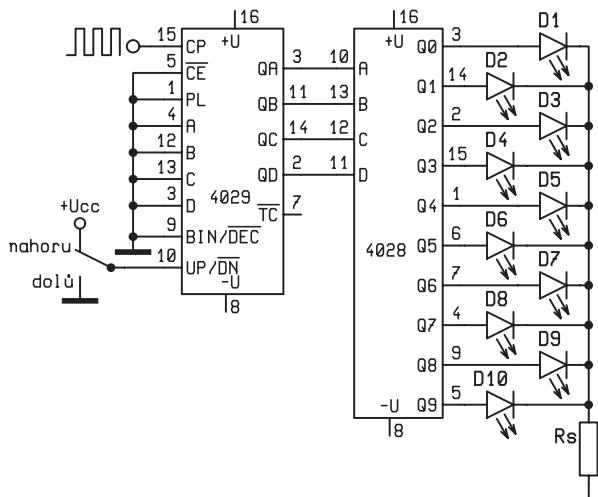 16
15 CP +U
5 CE
1 PL
4 A
12 B
13 C
3 D
9 BIN/DEC
10 UP/DN
-U
8
4029
QA 3
QB 11
QC 14
QD 2
TC 7
+Ucc
nahoru
dolů
16
+U
10 A
13 B
12 C
11 D
4028
-U
8
Q0 3 D1
Q1 14 D2
Q2 2 D3
Q3 15 D4
Q4 1 D5
Q5 6 D6
Q6 7 D7
Q7 4 D8
Q8 9 D9
Q9 5 D10
Rs